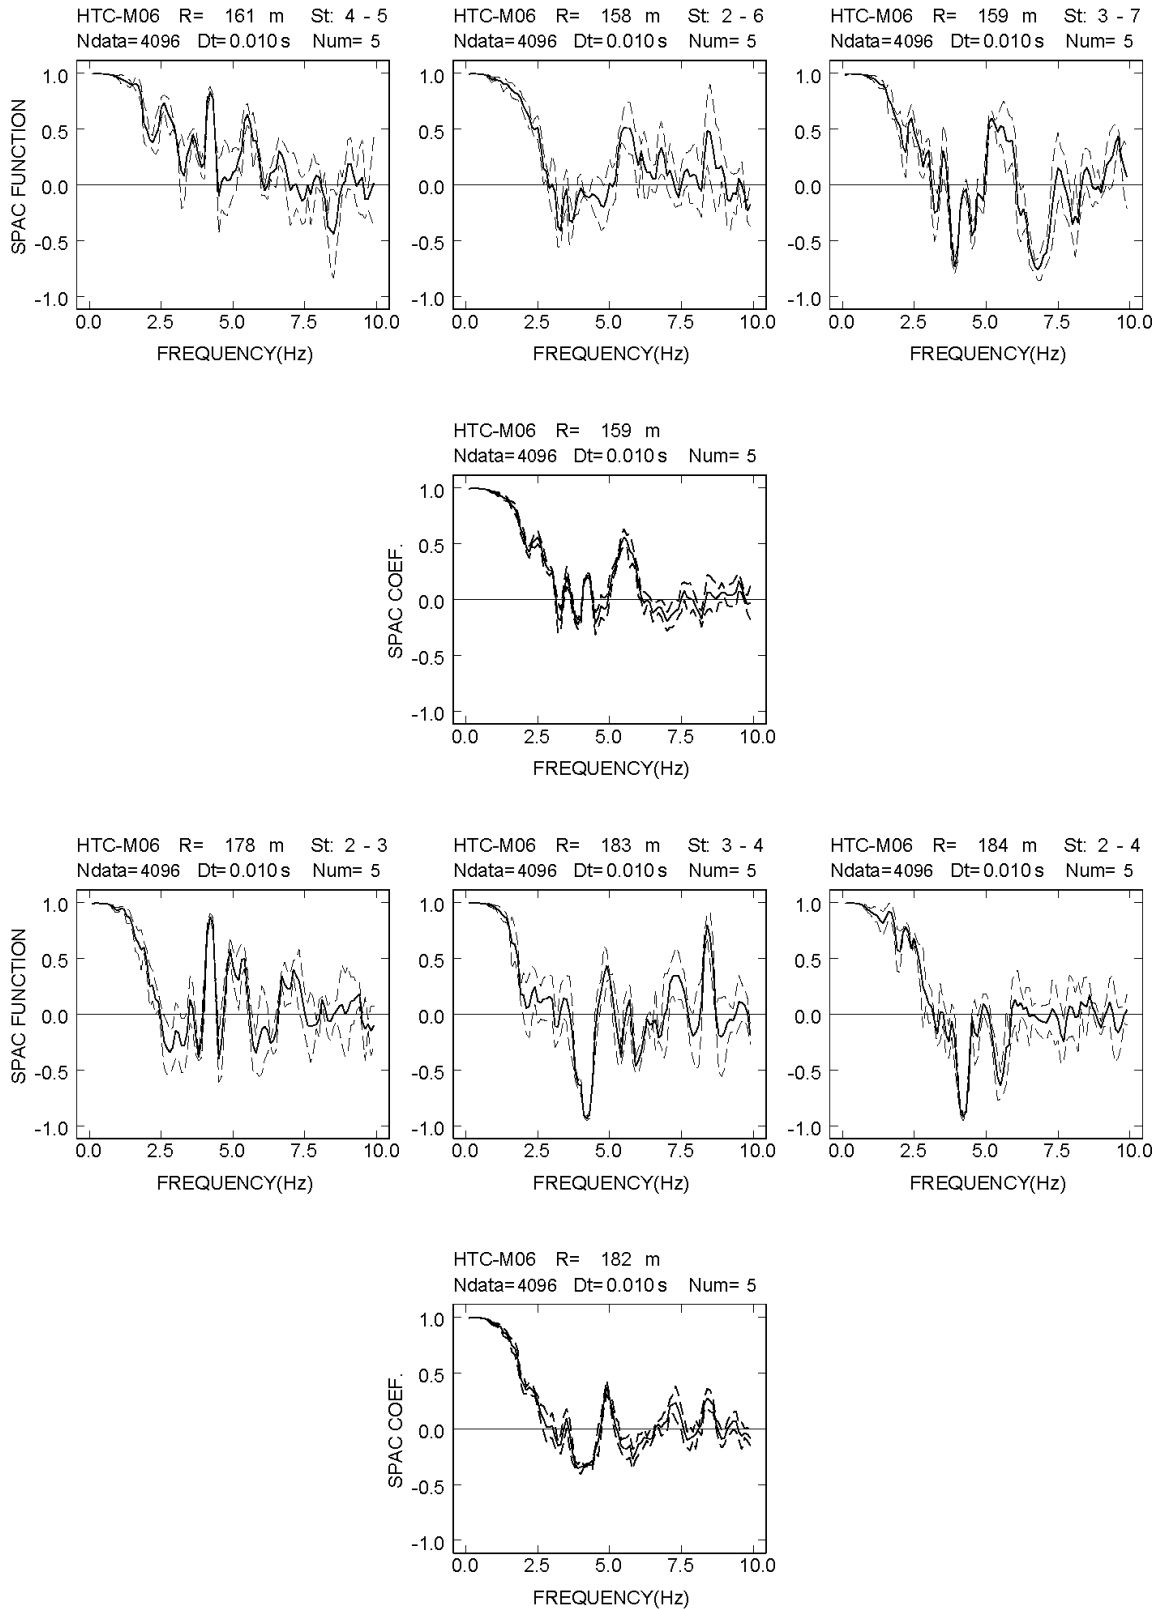 HTC-M06 R= 161 m St: 4 - 5
Ndata=4096 Dt=0.010s Num= 5
HTC-M06 R= 158 m St: 2 - 6
Ndata=4096 Dt=0.010s Num= 5
HTC-M06 R= 159 m St: 3 - 7
Ndata=4096 Dt=0.010s Num= 5
SPAC FUNCTION
1.0
0.5
0.0
-0.5
-1.0
0.0 2.5 5.0 7.5 10.0
FREQUENCY(Hz)
1.0
0.5
0.0
-0.5
-1.0
0.0 2.5 5.0 7.5 10.0
FREQUENCY(Hz)
1.0
0.5
0.0
-0.5
-1.0
0.0 2.5 5.0 7.5 10.0
FREQUENCY(Hz)
HTC-M06 R= 159 m
Ndata=4096 Dt=0.010s Num= 5
SPAC COEF.
1.0
0.5
0.0
-0.5
-1.0
0.0 2.5 5.0 7.5 10.0
FREQUENCY(Hz)
HTC-M06 R= 178 m St: 2 - 3
Ndata=4096 Dt=0.010s Num= 5
HTC-M06 R= 183 m St: 3 - 4
Ndata=4096 Dt=0.010s Num= 5
HTC-M06 R= 184 m St: 2 - 4
Ndata=4096 Dt=0.010s Num= 5
SPAC FUNCTION
1.0
0.5
0.0
-0.5
-1.0
0.0 2.5 5.0 7.5 10.0
FREQUENCY(Hz)
1.0
0.5
0.0
-0.5
-1.0
0.0 2.5 5.0 7.5 10.0
FREQUENCY(Hz)
1.0
0.5
0.0
-0.5
-1.0
0.0 2.5 5.0 7.5 10.0
FREQUENCY(Hz)
HTC-M06 R= 182 m
Ndata=4096 Dt=0.010s Num= 5
SPAC COEF.
1.0
0.5
0.0
-0.5
-1.0
0.0 2.5 5.0 7.5 10.0
FREQUENCY(Hz)